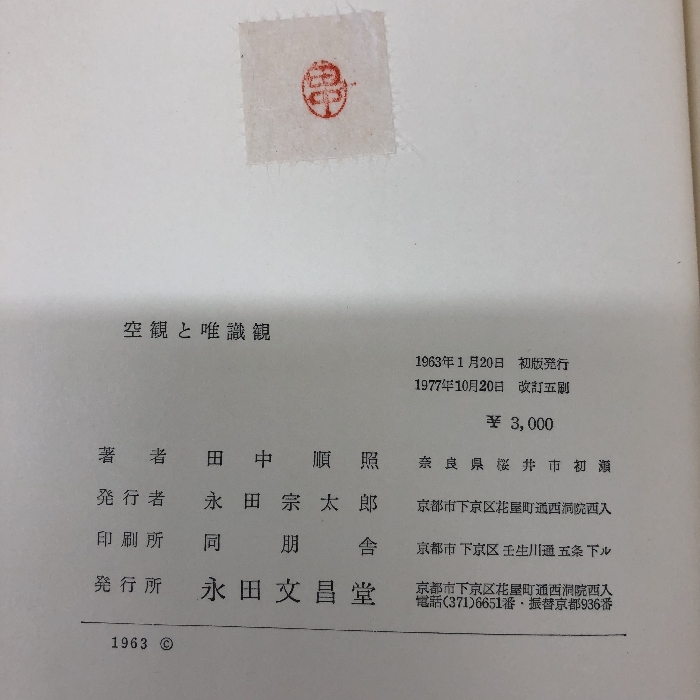 田中
空観と唯識観
1963年1月20日 初版発行
1977年10月20日 改訂五刷
¥ 3,000
著者 田中順照 奈良県桜井市初瀬
発行者 永田宗太郎 京都市下京区花屋町通西洞院西入
印刷所 同朋舎 京都市下京区壬生川通五条下ル
発行所 永田文昌堂 京都市下京区花屋町通西洞院西入
電話(371)6651番・振替京都936番
1963 ©